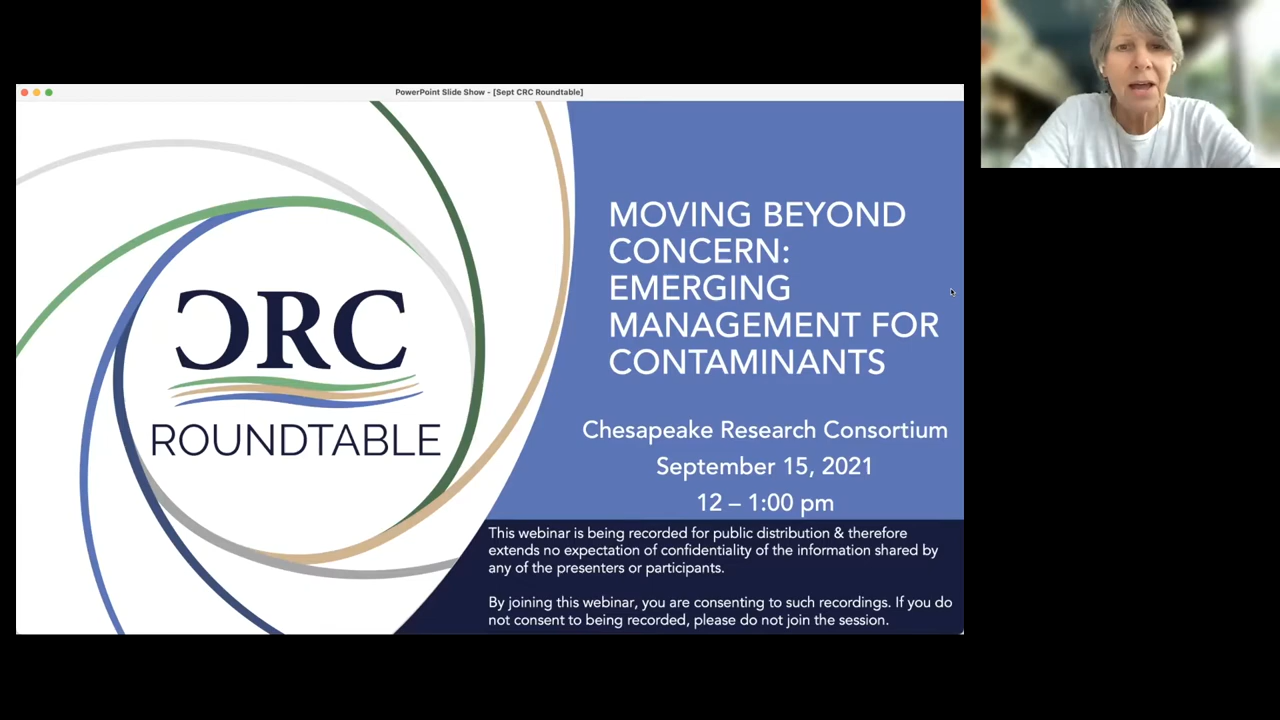 PowerPoint Slide Show - [Sept CRC Roundtable]
CRC
ROUNDTABLE
MOVING BEYOND
CONCERN:
EMERGING
MANAGEMENT FOR
CONTAMINANTS
Chesapeake Research Consortium
September 15, 2021
12 – 1:00 pm
This webinar is being recorded for public distribution & therefore
extends no expectation of confidentiality of the information shared by
any of the presenters or participants.
By joining this webinar, you are consenting to such recordings. If you do
not consent to being recorded, please do not join the session.